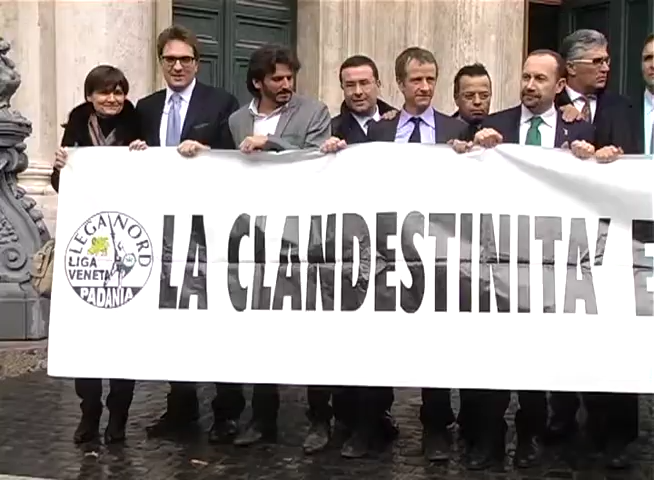 LEGA NORD
LIGA
VENETA
PADANIA
LA CLANDESTINITA' E